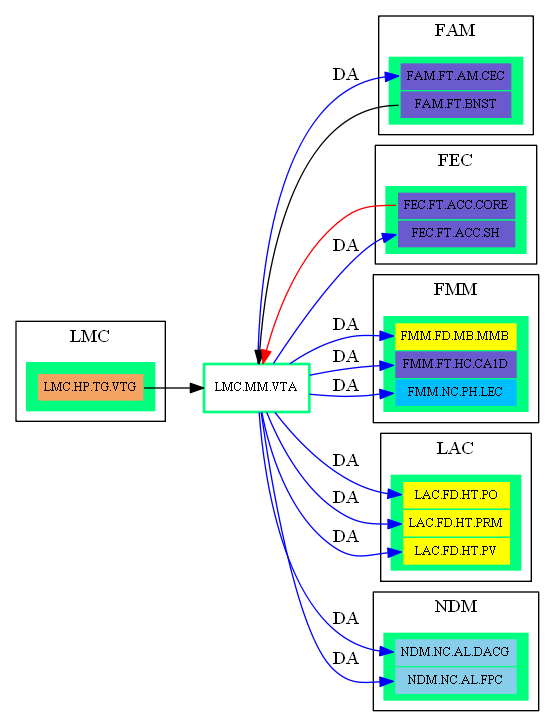 FAM
DA
FAM.FT.AM.CEC
FAM.FT.BNST
FEC
FEC.FT.ACC.CORE
DA
FEC.FT.ACC.SH
FMM
DA
FMM.FD.MB.MMB
LMC
DA
FMM.FT.HC.CA1D
LMC.HP.TG.VTG
LMC.MM.VTA
DA
FMM.NC.PH.LEC
LAC
DA
LAC.FD.HT.PO
DA
LAC.FD.HT.PRM
DA
LAC.FD.HT.PV
NDM
DA
NDM.NC.AL.DACG
DA
NDM.NC.AL.FPC